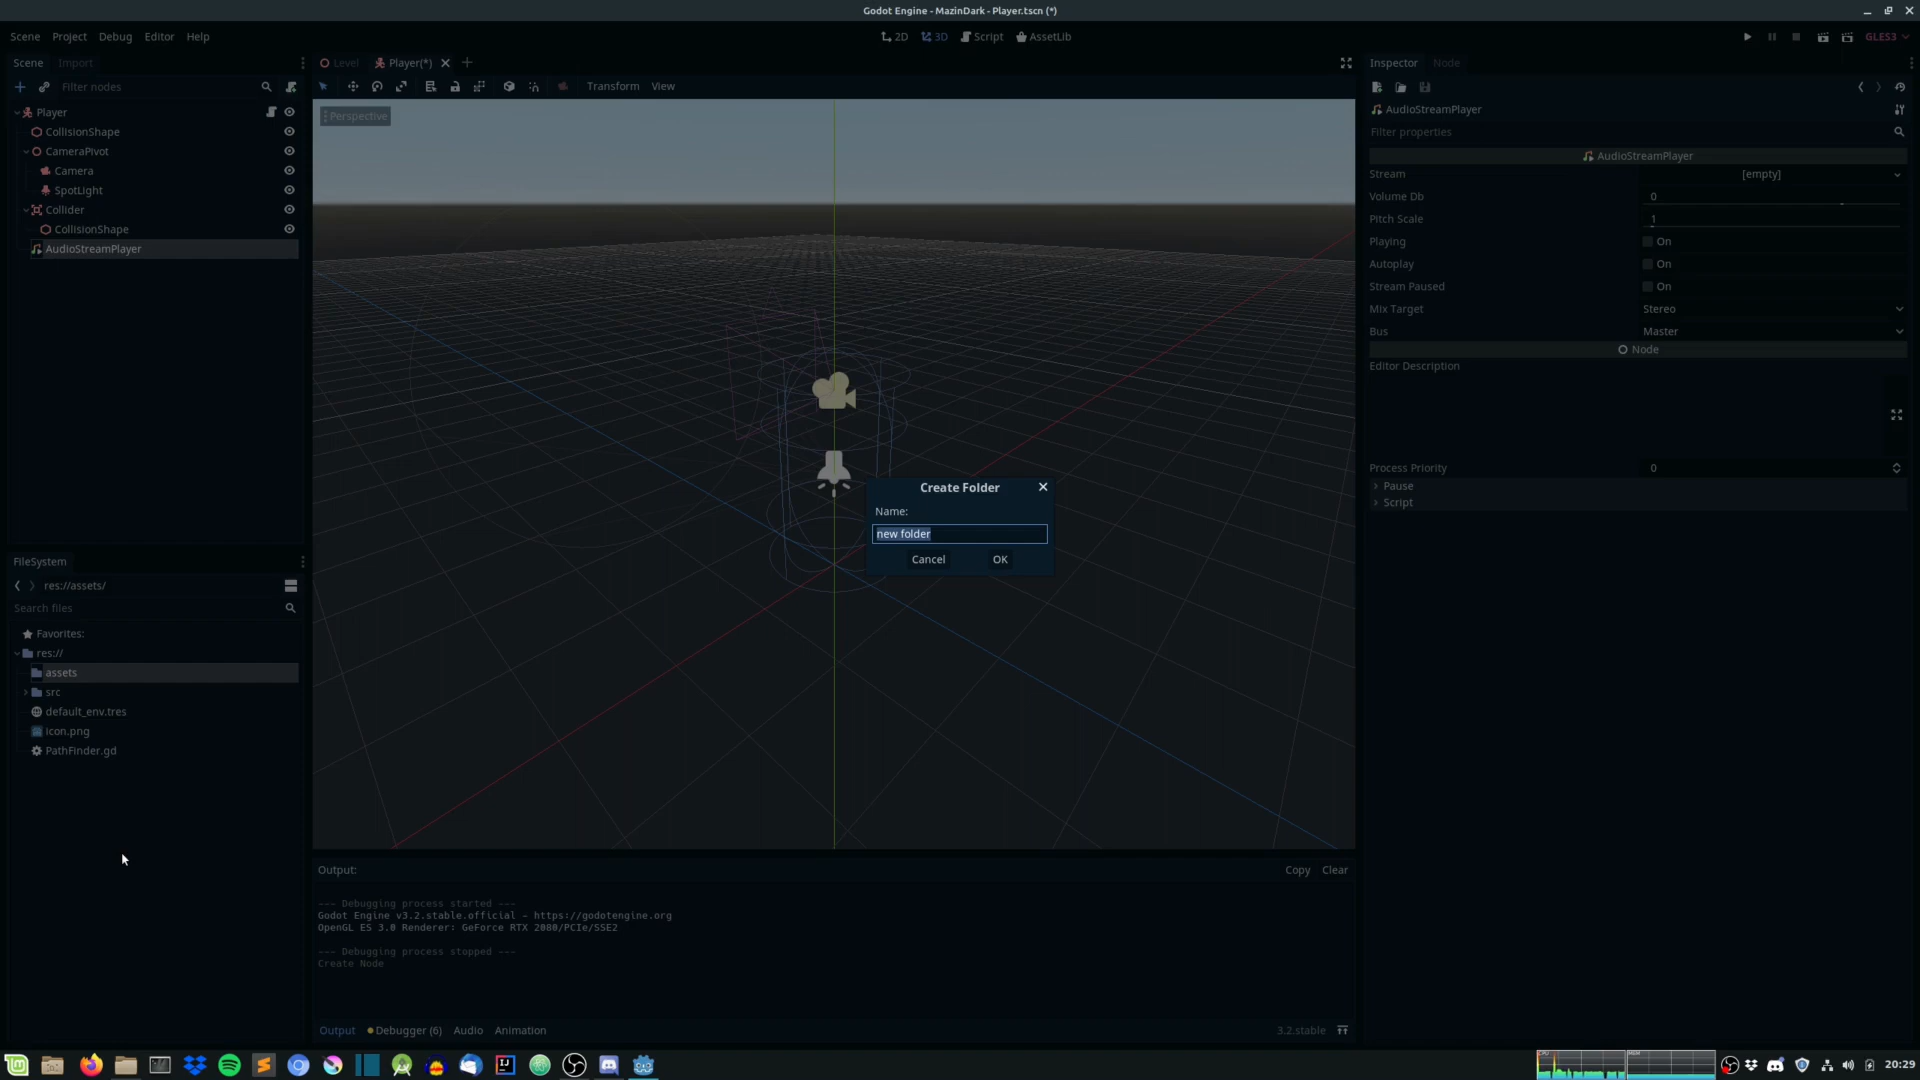 Godot Engine - MazinDark - Player.tscn (*)
Scene Project Debug Editor Help
2D 3D Script AssetLib
GLES3
Scene Import
Level Player(*)
Inspector Node
Filter nodes
Transform View
Player
CollisionShape
CameraPivot
Camera
SpotLight
Collider
CollisionShape
AudioStreamPlayer
Perspective
AudioStreamPlayer
Filter properties
AudioStreamPlayer
Stream [empty]
Volume Db 0
Pitch Scale 1
Playing On
Autoplay On
Stream Paused On
Mix Target Stereo
Bus Master
Node
Editor Description
Process Priority 0
Pause
Script
Create Folder
Name:
new folder
Cancel OK
FileSystem
res://assets/
Search files
Favorites:
res://
assets
src
default_env.tres
icon.png
PathFinder.gd
Output:
Copy Clear
--- Debugging process started ---
Godot Engine v3.2.stable.official - https://godotengine.org
OpenGL ES 3.0 Renderer: GeForce RTX 2080/PCIe/SSE2
--- Debugging process stopped ---
Create Node
Output Debugger (6) Audio Animation
3.2.stable
CPU
MEM
20:29